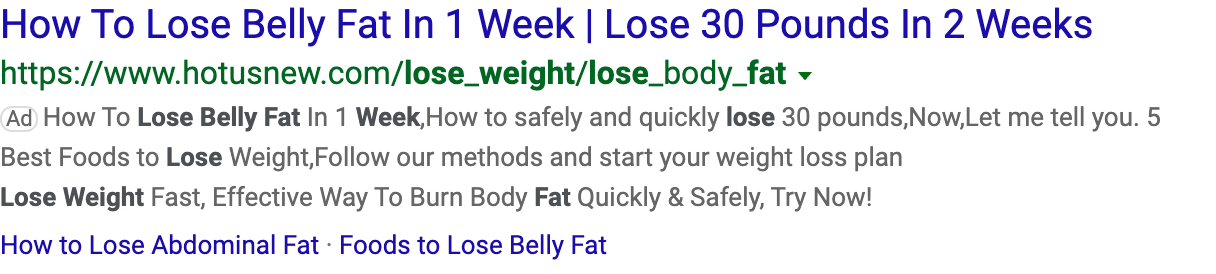 How To Lose Belly Fat In 1 Week | Lose 30 Pounds In 2 Weeks
https://www.hotusnew.com/lose_weight/lose_body_fat
Ad How To Lose Belly Fat In 1 Week,How to safely and quickly lose 30 pounds,Now,Let me tell you. 5
Best Foods to Lose Weight,Follow our methods and start your weight loss plan
Lose Weight Fast, Effective Way To Burn Body Fat Quickly & Safely, Try Now!
How to Lose Abdominal Fat · Foods to Lose Belly Fat